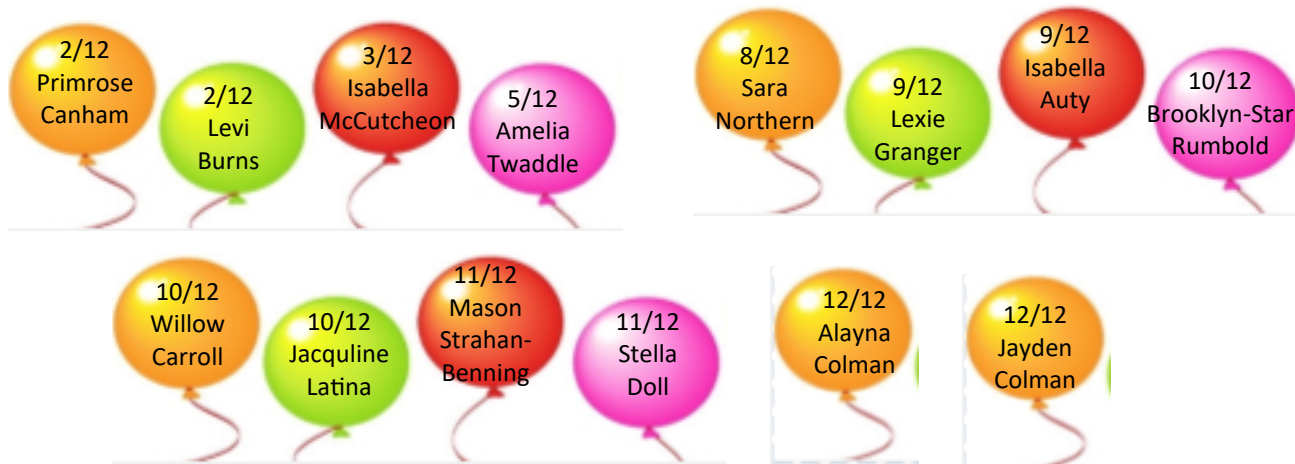 2/12
Primrose
Canham
2/12
Levi
Burns
3/12
Isabella
McCutcheon
5/12
Amelia
Twaddle
8/12
Sara
Northern
9/12
Lexie
Granger
9/12
Isabella
Auty
10/12
Brooklyn-Star
Rumbold
10/12
Willow
Carroll
10/12
Jacquline
Latina
11/12
Mason
Strahan-
Benning
11/12
Stella
Doll
12/12
Alayna
Colman
12/12
Jayden
Colman